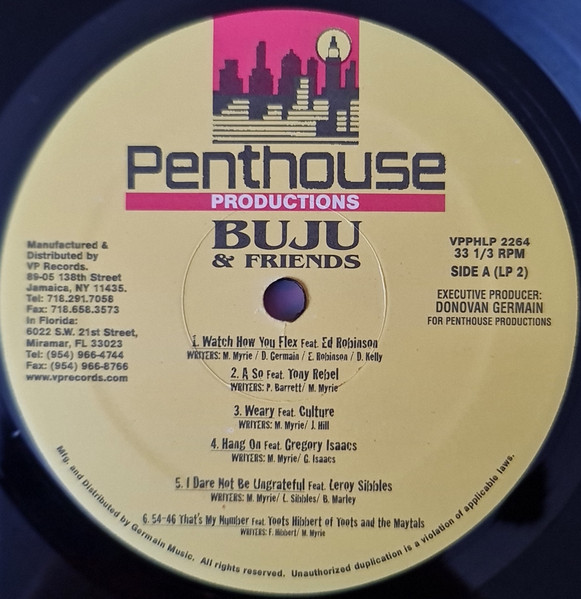 Penthouse
PRODUCTIONS
BUJU
& FRIENDS
Manufactured &
Distributed by
VP Records.
89-05 138th Street
Jamaica, NY 11435.
Tel: 718.291.7058
Fax: 718.658.3573
In Florida:
6022 S.W. 21st Street,
Miramar, FL 33023
Tel: (954) 966-4744
Fax: (954) 966-8766
www.vprecords.com
VPPHLP 2264
33 1/3 RPM
SIDE A (LP 2)
EXECUTIVE PRODUCER:
DONOVAN GERMAIN
FOR PENTHOUSE PRODUCTIONS
1. Watch How You Flex Feat. Ed Robinson
WRITERS: M. Myrie / D. Germain / E. Robinson / D. Kelly
2. A So Feat. Tony Rebel
WRITERS: P. Barrett/ M. Myrie
3. Weary Feat. Culture
WRITERS: M. Myrie/ J. Hill
4. Hang On Feat. Gregory Isaacs
WRITERS: M. Myrie/ G. Isaacs
5. I Dare Not Be Ungrateful Feat. Leroy Sibbles
WRITERS: M. Myrie/ L. Sibbles/ B. Marley
6. 54-46 That's My Number Feat. Toots Hibbert of Toots and the Maytals
WRITERS: F. Hibbert/ M. Myrie
Mfg. and Distributed by Germain Music. All rights reserved. Unauthorized duplication is a violation of applicable laws.